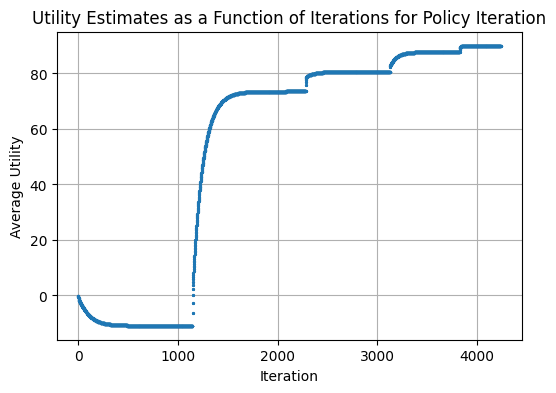 Utility Estimates as a Function of Iterations for Policy Iteration
80
60
40
20
0
Average Utility
0 1000 2000 3000 4000
Iteration